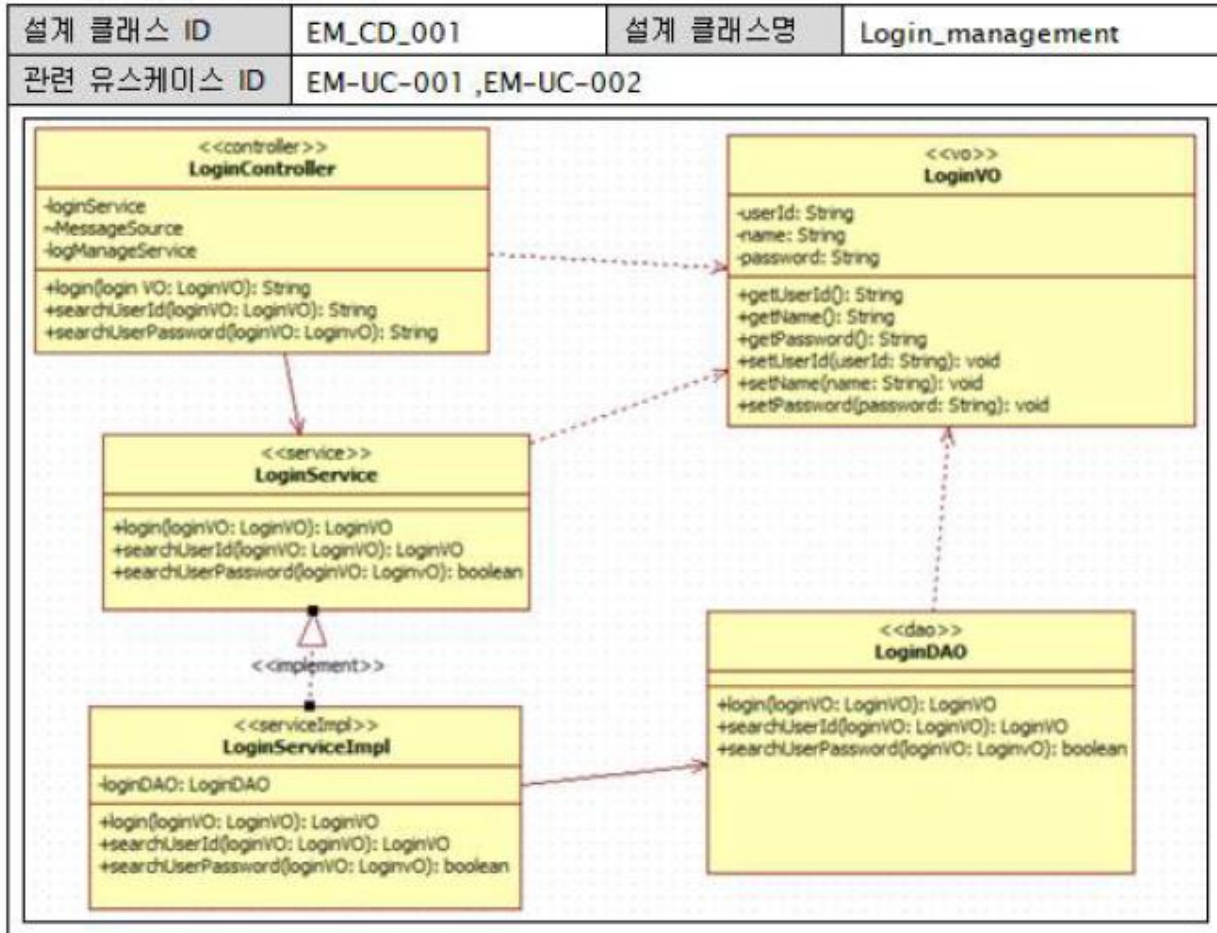 설계 클래스 ID EM_CD_001 설계 클래스명 Login_management
관련 유스케이스 ID EM-UC-001 ,EM-UC-002
<<controller>>
LoginController
-loginService
~MessageSource
-logManageService
+login(login VO: LoginVO): String
+searchUserId(loginVO: LoginVO): String
+searchUserPassword(loginVO: LoginvO): String
<<vo>>
LoginVO
-userId: String
-name: String
-password: String
+getUserId(): String
+getName(): String
+getPassword(): String
+setUserId(userId: String): void
+setName(name: String): void
+setPassword(password: String): void
<<service>>
LoginService
+login(loginVO: LoginVO): LoginVO
+searchUserId(loginVO: LoginVO): LoginVO
+searchUserPassword(loginVO: LoginvO): boolean
<<implement>>
<<serviceImpl>>
LoginServiceImpl
-loginDAO: LoginDAO
+login(loginVO: LoginVO): LoginVO
+searchUserId(loginVO: LoginVO): LoginVO
+searchUserPassword(loginVO: LoginvO): boolean
<<dao>>
LoginDAO
+login(loginVO: LoginVO): LoginVO
+searchUserId(loginVO: LoginVO): LoginVO
+searchUserPassword(loginVO: LoginvO): boolean